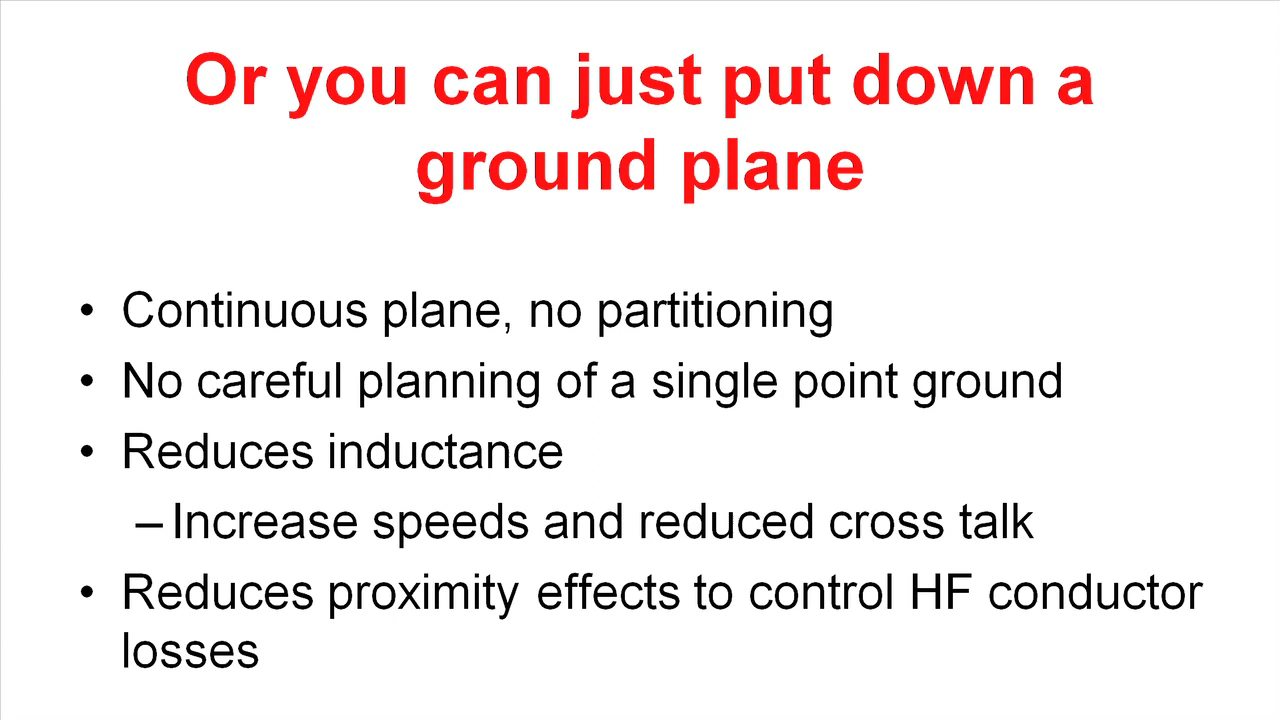 Or you can just put down a
ground plane
• Continuous plane, no partitioning
• No careful planning of a single point ground
• Reduces inductance
– Increase speeds and reduced cross talk
• Reduces proximity effects to control HF conductor
losses